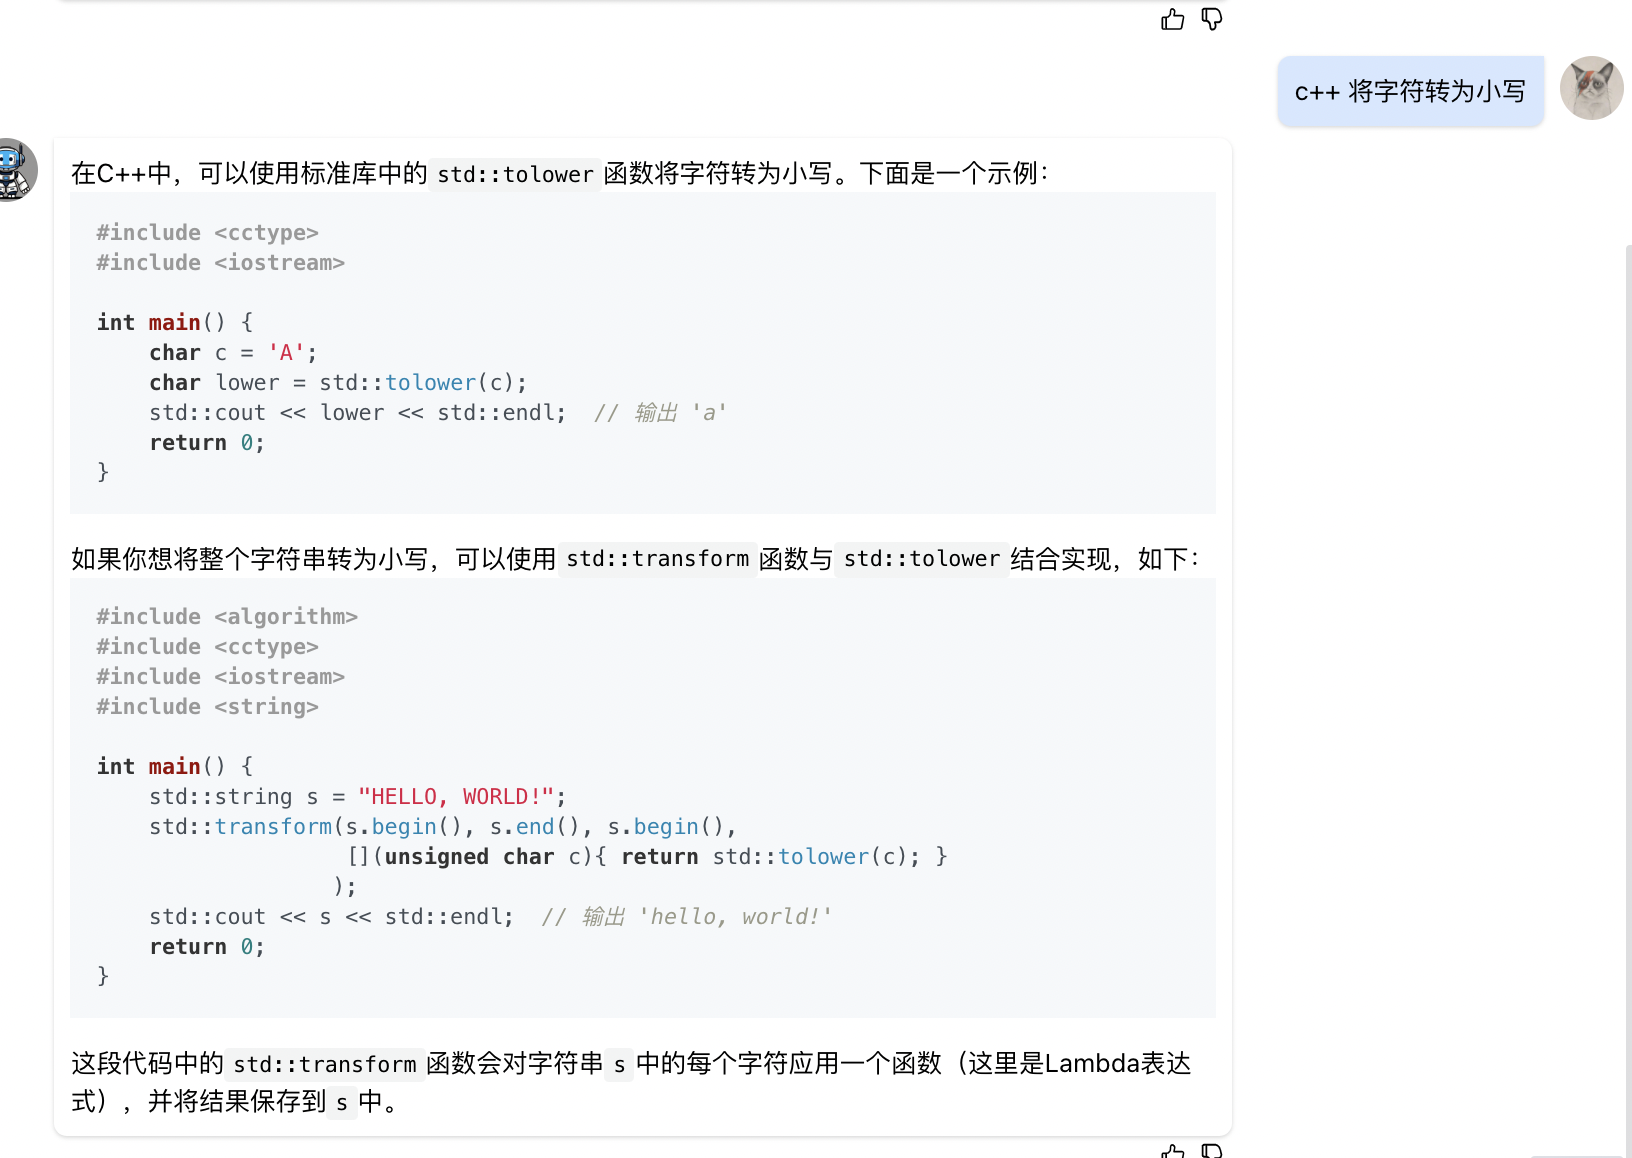 c++ 将字符转为小写
在C++中，可以使用标准库中的 std::tolower 函数将字符转为小写。下面是一个示例：
#include <cctype>
#include <iostream>
int main() {
    char c = 'A';
    char lower = std::tolower(c);
    std::cout << lower << std::endl;  // 输出 'a'
    return 0;
}
如果你想将整个字符串转为小写，可以使用 std::transform 函数与 std::tolower 结合实现，如下：
#include <algorithm>
#include <cctype>
#include <iostream>
#include <string>
int main() {
    std::string s = "HELLO, WORLD!";
    std::transform(s.begin(), s.end(), s.begin(),
                   [](unsigned char c){ return std::tolower(c); }
                  );
    std::cout << s << std::endl;  // 输出 'hello, world!'
    return 0;
}
这段代码中的 std::transform 函数会对字符串 s 中的每个字符应用一个函数（这里是Lambda表达
式），并将结果保存到 s 中。